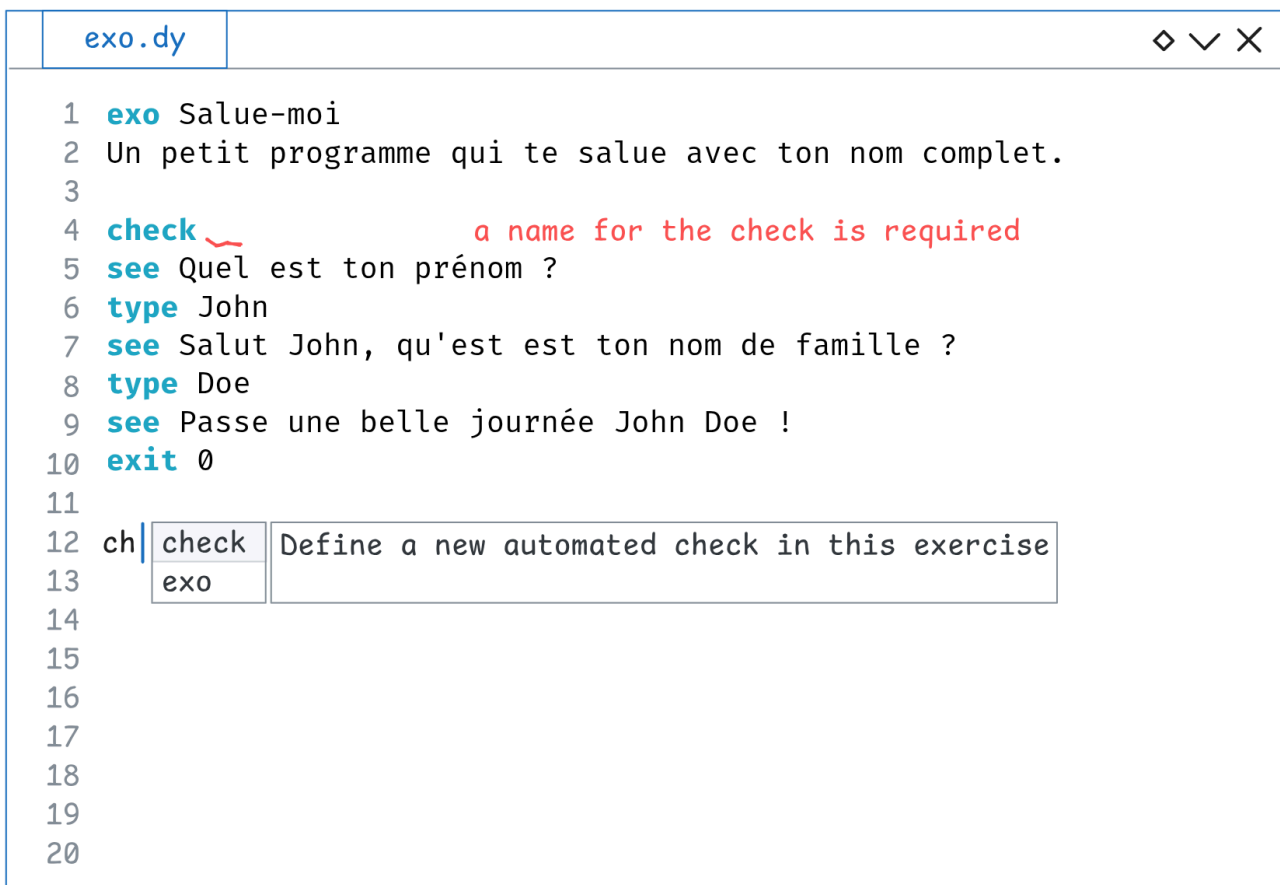 exo.dy
1 exo Salue-moi
2 Un petit programme qui te salue avec ton nom complet.
3
4 check a name for the check is required
5 see Quel est ton prénom ?
6 type John
7 see Salut John, qu'est est ton nom de famille ?
8 type Doe
9 see Passe une belle journée John Doe !
10 exit 0
11
12 ch check Define a new automated check in this exercise
13 exo
14
15
16
17
18
19
20